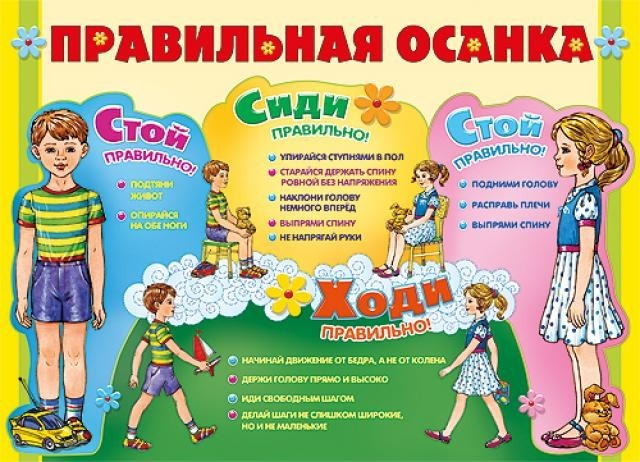 ПРАВИЛЬНАЯ ОСАНКА
Стой
ПРАВИЛЬНО!
ПОДТЯНИ
ЖИВОТ
ОПИРАЙСЯ
НА ОБЕ НОГИ
Сиди
ПРАВИЛЬНО!
УПИРАЙСЯ СТУПНЯМИ В ПОЛ
СТАРАЙСЯ ДЕРЖАТЬ СПИНУ
РОВНОЙ БЕЗ НАПРЯЖЕНИЯ
НАКЛОНИ ГОЛОВУ
НЕМНОГО ВПЕРЁД
ВЫПРЯМИ СПИНУ
НЕ НАПРЯГАЙ РУКИ
Стой
ПРАВИЛЬНО!
ПОДНИМИ ГОЛОВУ
РАСПРАВЬ ПЛЕЧИ
ВЫПРЯМИ СПИНУ
Ходи
ПРАВИЛЬНО!
НАЧИНАЙ ДВИЖЕНИЕ ОТ БЕДРА, А НЕ ОТ КОЛЕНА
ДЕРЖИ ГОЛОВУ ПРЯМО И ВЫСОКО
ИДИ СВОБОДНЫМ ШАГОМ
ДЕЛАЙ ШАГИ НЕ СЛИШКОМ ШИРОКИЕ,
НО И НЕ МАЛЕНЬКИЕ